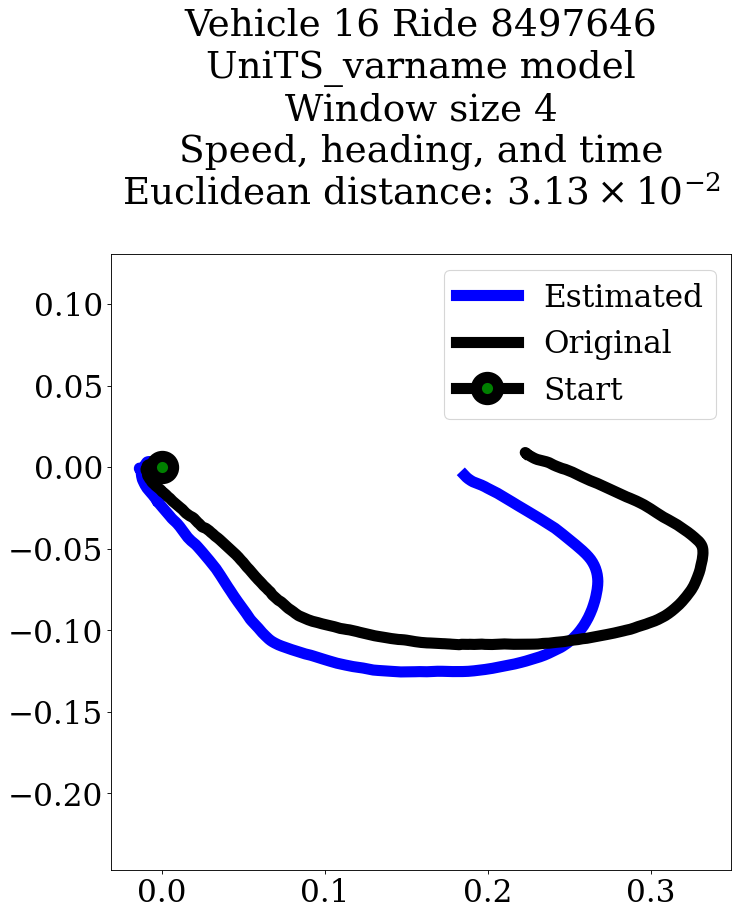 Vehicle 16 Ride 8497646
UniTS_varname model
Window size 4
Speed, heading, and time
Euclidean distance: 3.13 × 10⁻²
Estimated
Original
Start
0.10
0.05
0.00
−0.05
−0.10
−0.15
−0.20
0.0 0.1 0.2 0.3